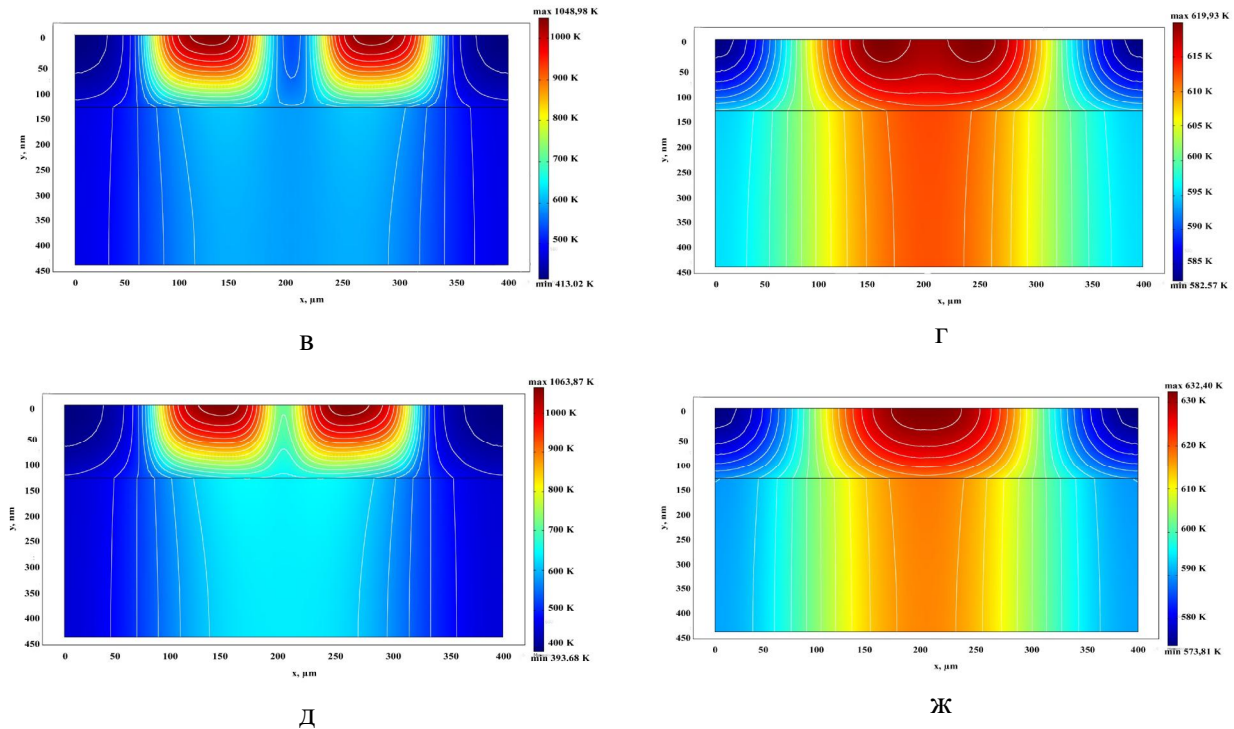 max 1048,98 K
0
1000 K
50
900 K
100
800 K
150
y, nm
200
700 K
250
600 K
300
350
500 K
400
450
min 413.02 K
0 50 100 150 200 250 300 350 400
x, µm
в
max 619,93 K
0
615 K
50
610 K
100
605 K
150
y, nm
200
600 K
250
595 K
300
590 K
350
400
585 K
450
min 582.57 K
0 50 100 150 200 250 300 350 400
x, µm
г
max 1063,87 K
0
1000 K
50
900 K
100
800 K
150
y, nm
200
700 K
250
600 K
300
350
500 K
400
400 K
450
min 393.68 K
0 50 100 150 200 250 300 350 400
x, µm
д
max 632,40 K
0
630 K
50
620 K
100
150
610 K
y, nm
200
250
600 K
300
590 K
350
400
580 K
450
min 573,81 K
0 50 100 150 200 250 300 350 400
x, µm
ж